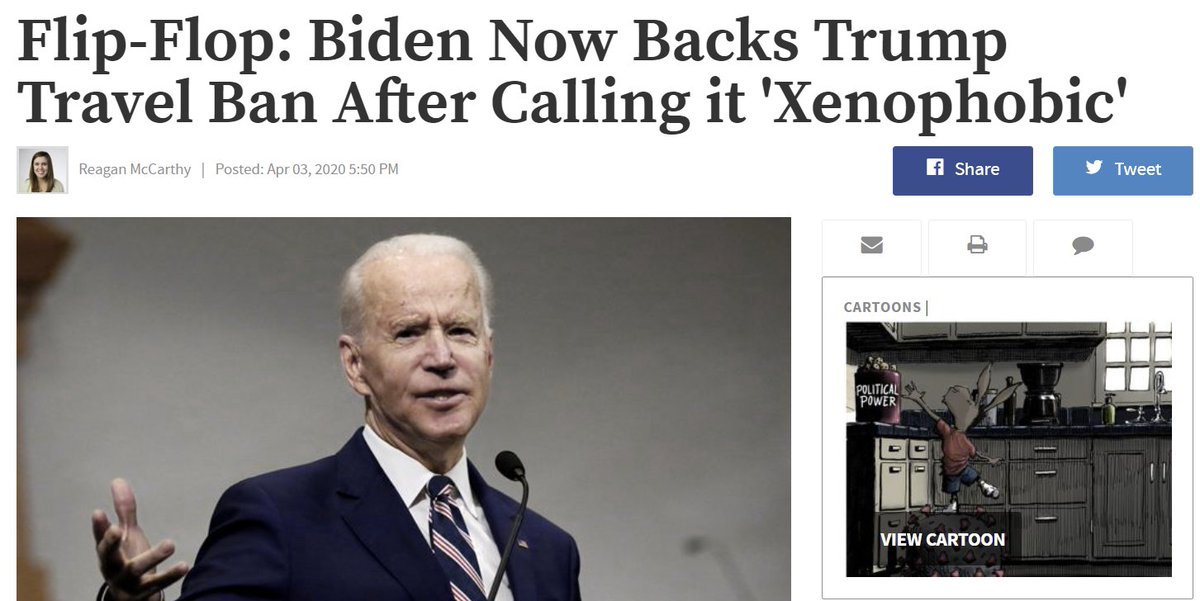 Flip-Flop: Biden Now Backs Trump
Travel Ban After Calling it 'Xenophobic'
Reagan McCarthy | Posted: Apr 03, 2020 5:50 PM
Share
Tweet
CARTOONS |
POLITICAL
POWER
VIEW CARTOON